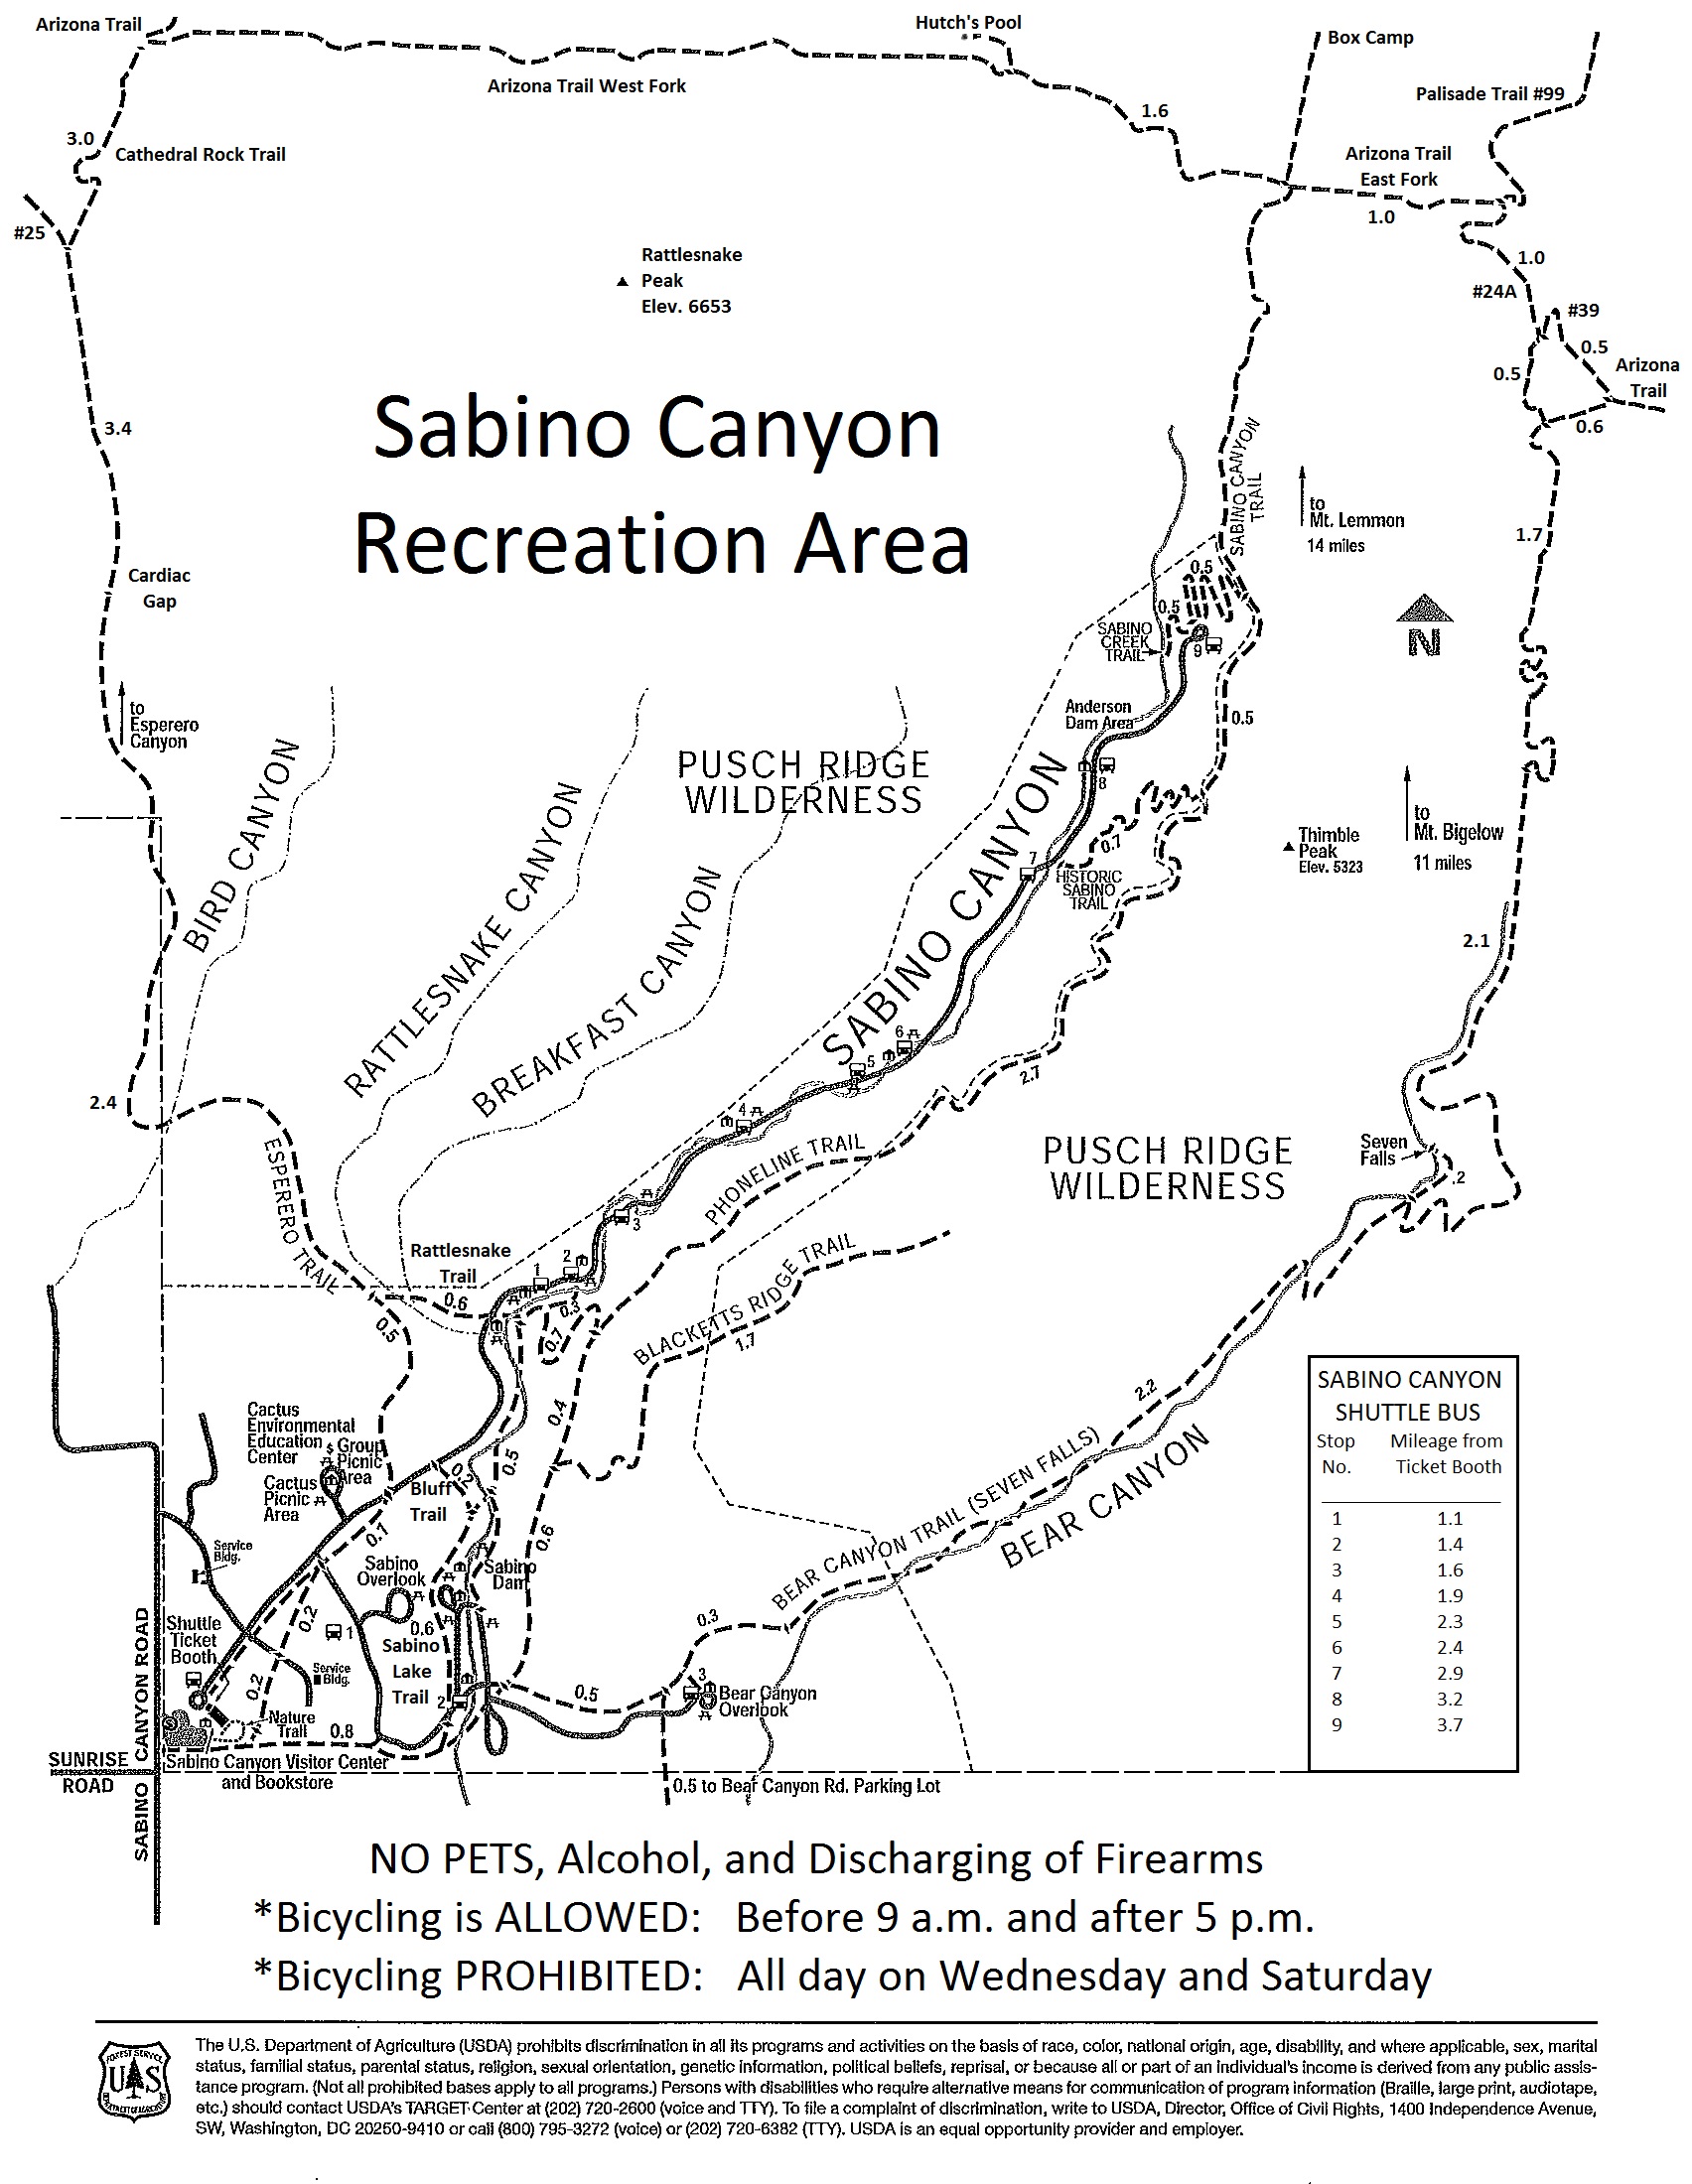 Arizona Trail
Hutch's Pool
Box Camp
Arizona Trail West Fork
Palisade Trail #99
1.6
3.0
Cathedral Rock Trail
Arizona Trail
East Fork
1.0
#25
Rattlesnake
Peak
Elev. 6653
1.0
#24A
#39
0.5
0.5
Arizona
Trail
0.6
3.4
Sabino Canyon
Recreation Area
SABINO CANYON
TRAIL
to
Mt. Lemmon
14 miles
1.7
Cardiac
Gap
0.5
0.5
SABINO
CREEK
TRAIL
9
N
to
Esperero
Canyon
Anderson
Dam Area
0.5
BIRD CANYON
RATTLESNAKE CANYON
BREAKFAST CANYON
PUSCH RIDGE
WILDERNESS
SABINO CANYON
8
7
0.7
HISTORIC
SABINO
TRAIL
Thimble
Peak
Elev. 5323
to
Mt. Bigelow
11 miles
2.1
6
5
2.7
4
2.4
ESPERERO TRAIL
PHONELINE TRAIL
PUSCH RIDGE
WILDERNESS
Seven
Falls
.2
3
Rattlesnake
Trail
0.6
2
1
0.3
0.7
0.5
BLACKETTS RIDGE TRAIL
1.7
2.2
0.4
Cactus
Environmental
Education
Center
$ Group
Picnic
Area
Cactus
Picnic
Area
0.2
0.5
Bluff
Trail
0.1
BEAR CANYON TRAIL (SEVEN FALLS)
BEAR CANYON
Service
Bldg.
Sabino
Overlook
Sabino
Dam
0.6
Shuttle
Ticket
Booth
0.2
1
0.6
Sabino
Lake
Trail
2
0.3
Service
Bldg.
0.2
Nature
Trail
0.8
0.5
3
Bear Canyon
Overlook
SABINO CANYON ROAD
SUNRISE
ROAD
SABINO
Sabino Canyon Visitor Center
and Bookstore
0.5 to Bear Canyon Rd. Parking Lot
SABINO CANYON
SHUTTLE BUS
Stop Mileage from
No. Ticket Booth
1 1.1
2 1.4
3 1.6
4 1.9
5 2.3
6 2.4
7 2.9
8 3.2
9 3.7
NO PETS, Alcohol, and Discharging of Firearms
*Bicycling is ALLOWED: Before 9 a.m. and after 5 p.m.
*Bicycling PROHIBITED: All day on Wednesday and Saturday
FOREST SERVICE
U S
DEPARTMENT OF AGRICULTURE
The U.S. Department of Agriculture (USDA) prohibits discrimination in all its programs and activities on the basis of race, color, national origin, age, disability, and where applicable, sex, marital
status, familial status, parental status, religion, sexual orientation, genetic information, political beliefs, reprisal, or because all or part of an individual's income is derived from any public assis-
tance program. (Not all prohibited bases apply to all programs.) Persons with disabilities who require alternative means for communication of program information (Braille, large print, audiotape,
etc.) should contact USDA's TARGET Center at (202) 720-2600 (voice and TTY). To file a complaint of discrimination, write to USDA, Director, Office of Civil Rights, 1400 Independence Avenue,
SW, Washington, DC 20250-9410 or call (800) 795-3272 (voice) or (202) 720-6382 (TTY). USDA is an equal opportunity provider and employer.